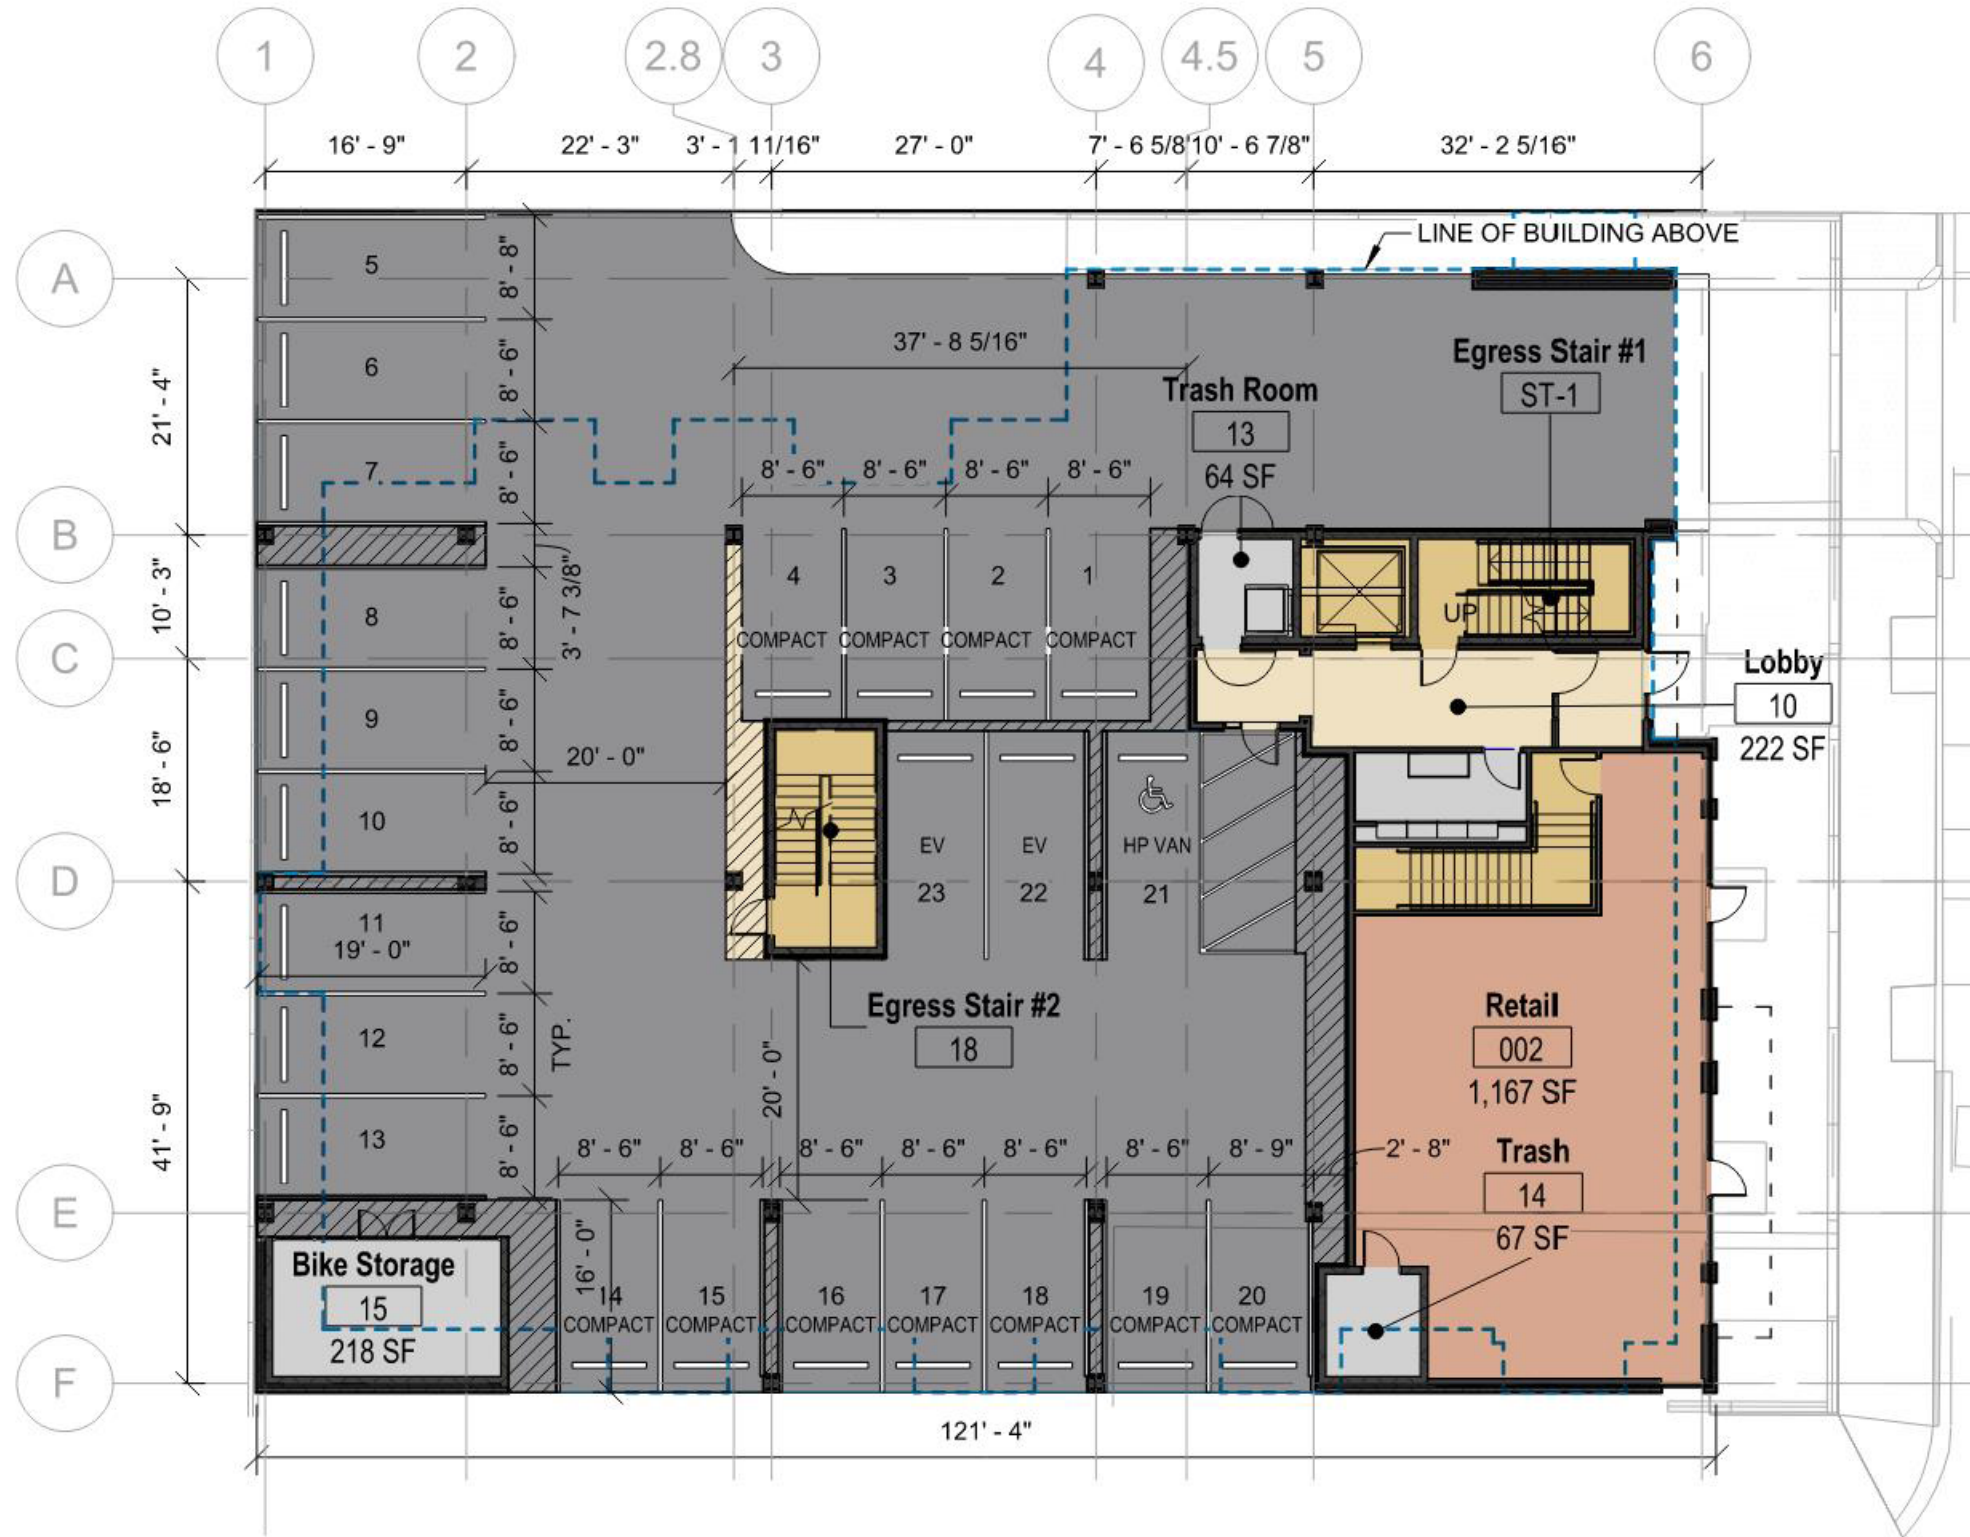 1
2
2.8
3
4
4.5
5
6
16' - 9"
22' - 3"
3' - 1 11/16"
27' - 0"
7' - 6 5/8"
10' - 6 7/8"
32' - 2 5/16"
LINE OF BUILDING ABOVE
A
5
8' - 8"
6
8' - 6"
37' - 8 5/16"
Egress Stair #1
ST-1
21' - 4"
Trash Room
13
64 SF
7
8' - 6"
8' - 6"
8' - 6"
8' - 6"
8' - 6"
B
10' - 3"
3' - 7 3/8"
8
8' - 6"
4
3
2
1
COMPACT
COMPACT
COMPACT
COMPACT
UP
C
Lobby
10
222 SF
9
8' - 6"
18' - 6"
20' - 0"
10
8' - 6"
EV
EV
HP VAN
23
22
21
D
11
19' - 0"
8' - 6"
Egress Stair #2
18
Retail
002
1,167 SF
12
8' - 6"
TYP.
20' - 0"
41' - 9"
13
8' - 6"
8' - 6"
8' - 6"
8' - 6"
8' - 6"
8' - 6"
8' - 6"
8' - 9"
2' - 8"
Trash
14
67 SF
E
16' - 0"
Bike Storage
15
218 SF
14
15
16
17
18
19
20
COMPACT
COMPACT
COMPACT
COMPACT
COMPACT
COMPACT
COMPACT
F
121' - 4"